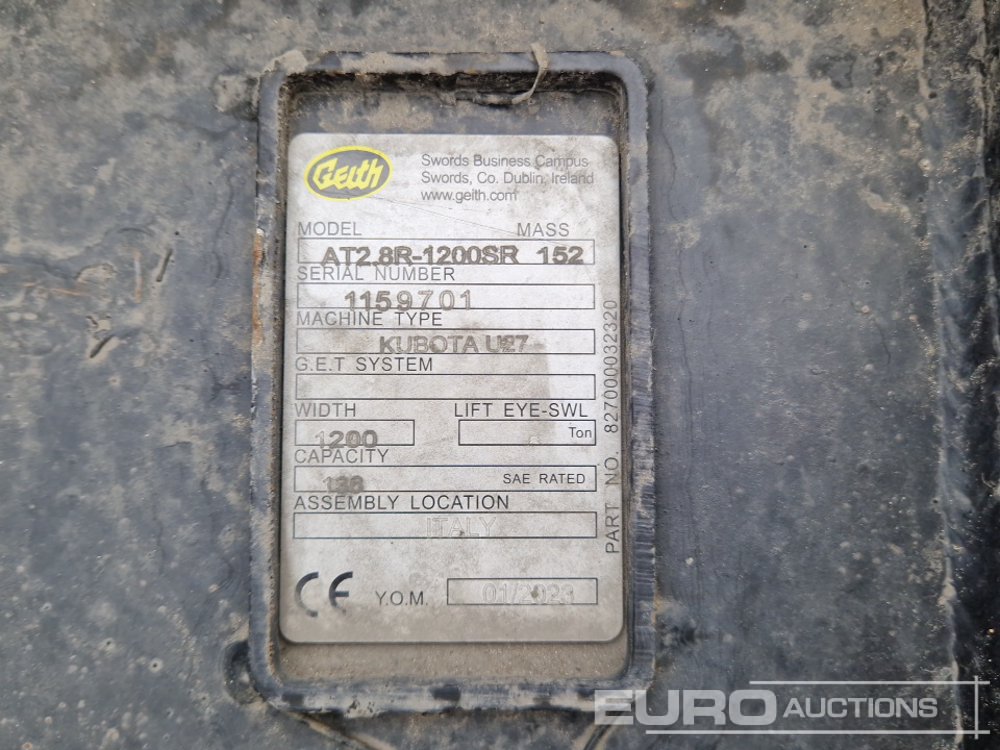 Geith
Swords Business Campus
Swords, Co. Dublin, Ireland
www.geith.com
MODEL MASS
AT2.8R-1200SR 152
SERIAL NUMBER
1159701
MACHINE TYPE
KUBOTA U27
G.E.T SYSTEM
WIDTH LIFT EYE-SWL
1200 Ton
CAPACITY
SAE RATED
ASSEMBLY LOCATION
ITALY
CE Y.O.M. 01/2023
PART NO. 827000032320
EURO AUCTIONS